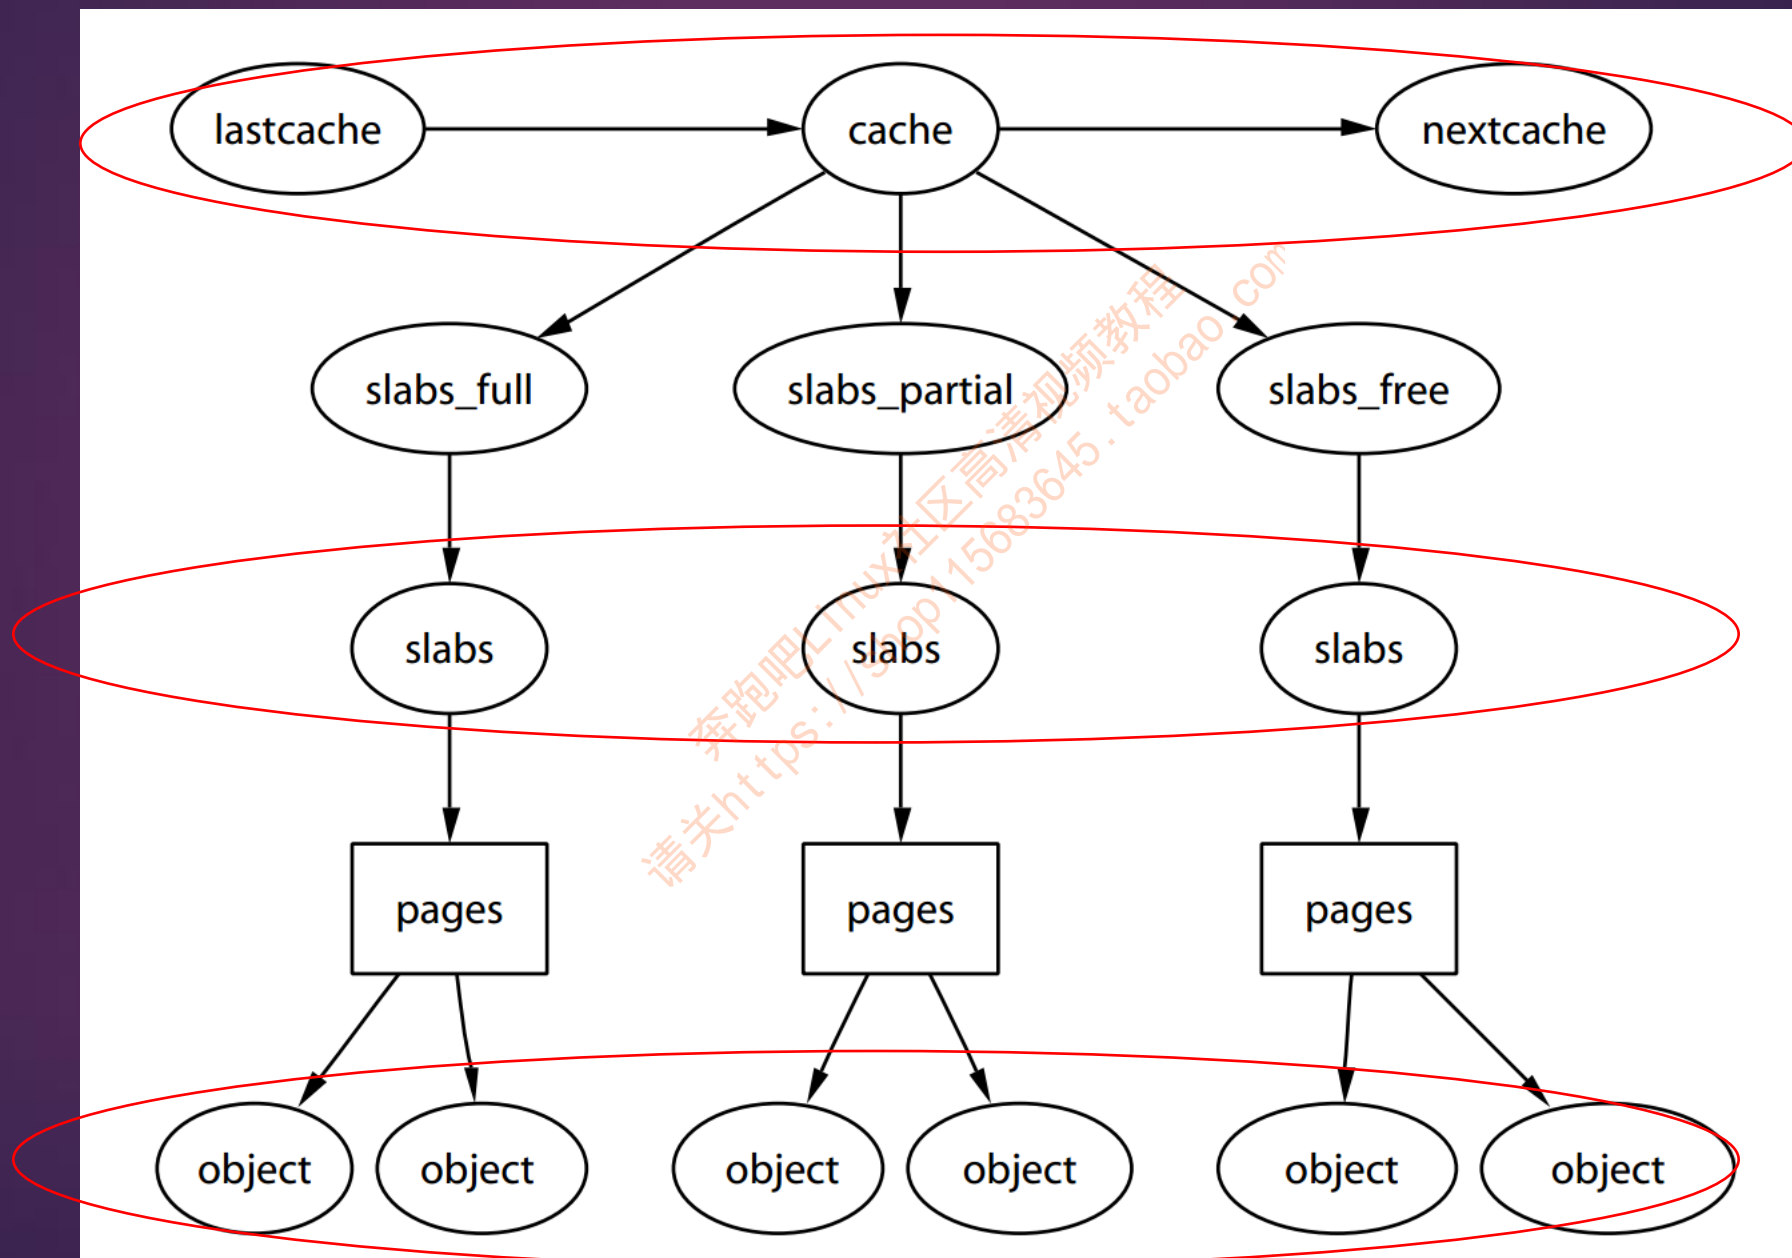 lastcache
cache
nextcache
slabs_full
slabs_partial
slabs_free
slabs
slabs
slabs
pages
pages
pages
object
object
object
object
object
object
奔跑吧Linux社区高清视频教程
请关https://shop115683645.taobao.com